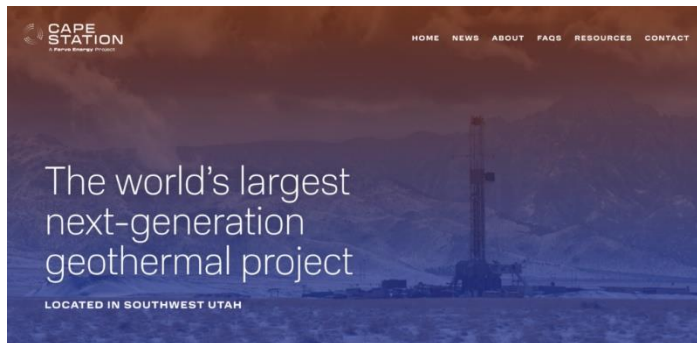 CAPE
STATION
A Fervo Energy Project
HOME NEWS ABOUT FAQS RESOURCES CONTACT
The world's largest
next-generation
geothermal project
LOCATED IN SOUTHWEST UTAH